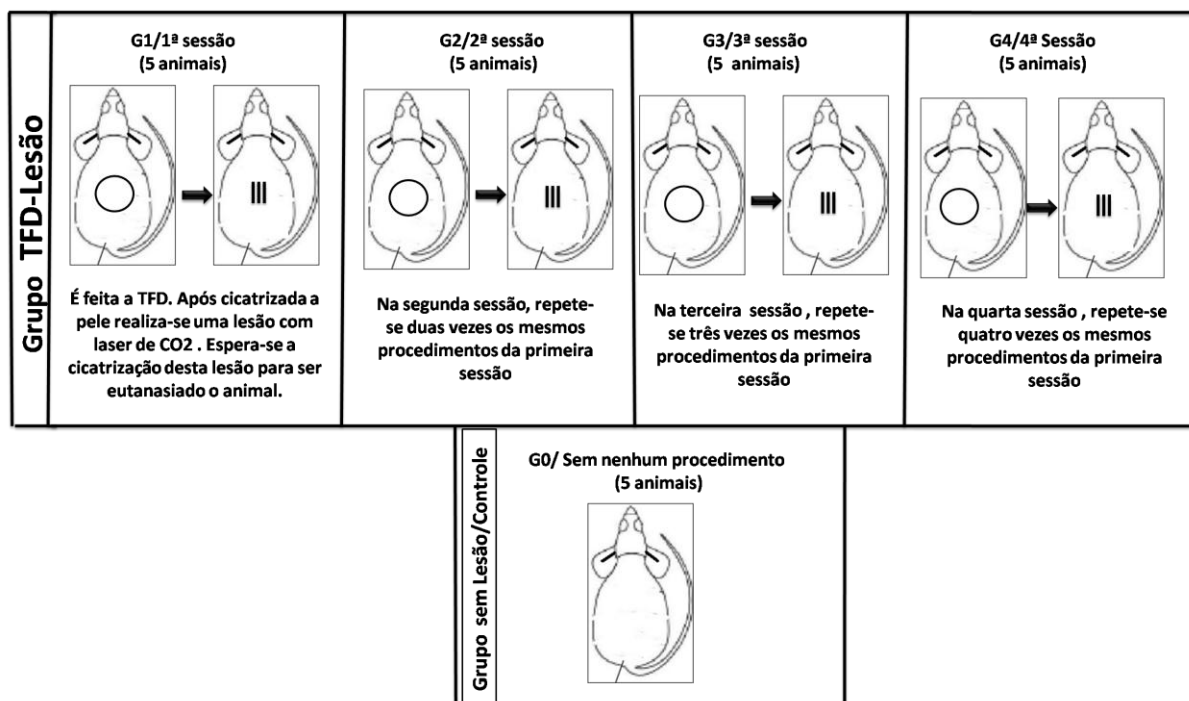 Grupo TFD-Lesão
G1/1ª sessão
(5 animais)
É feita a TFD. Após cicatrizada a
pele realiza-se uma lesão com
laser de CO2 . Espera-se a
cicatrização desta lesão para ser
eutanasiado o animal.
G2/2ª sessão
(5 animais)
Na segunda sessão, repete-
se duas vezes os mesmos
procedimentos da primeira
sessão
G3/3ª sessão
(5 animais)
Na terceira sessão , repete-
se três vezes os mesmos
procedimentos da primeira
sessão
G4/4ª Sessão
(5 animais)
Na quarta sessão , repete-se
quatro vezes os mesmos
procedimentos da primeira
sessão
Grupo sem Lesão/Controle
G0/ Sem nenhum procedimento
(5 animais)